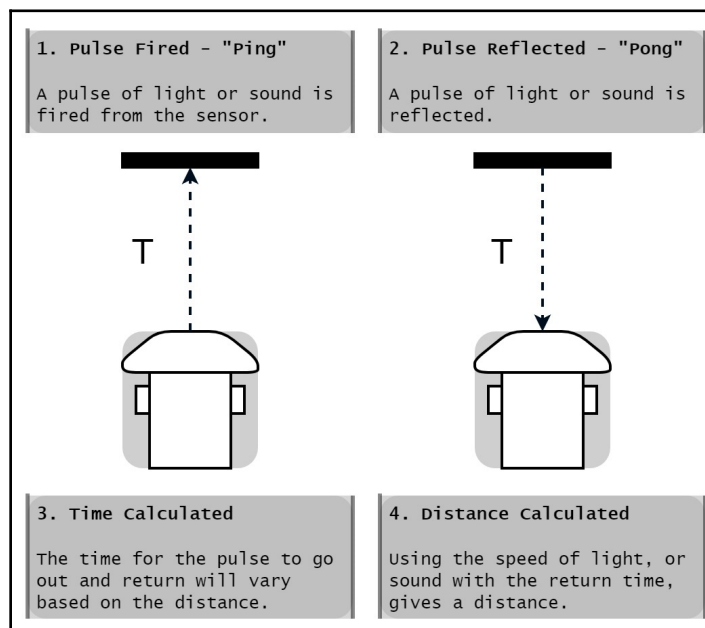 1. Pulse Fired - "Ping"
A pulse of light or sound is
fired from the sensor.
2. Pulse Reflected - "Pong"
A pulse of light or sound is
reflected.
T
T
3. Time Calculated
The time for the pulse to go
out and return will vary
based on the distance.
4. Distance Calculated
Using the speed of light, or
sound with the return time,
gives a distance.